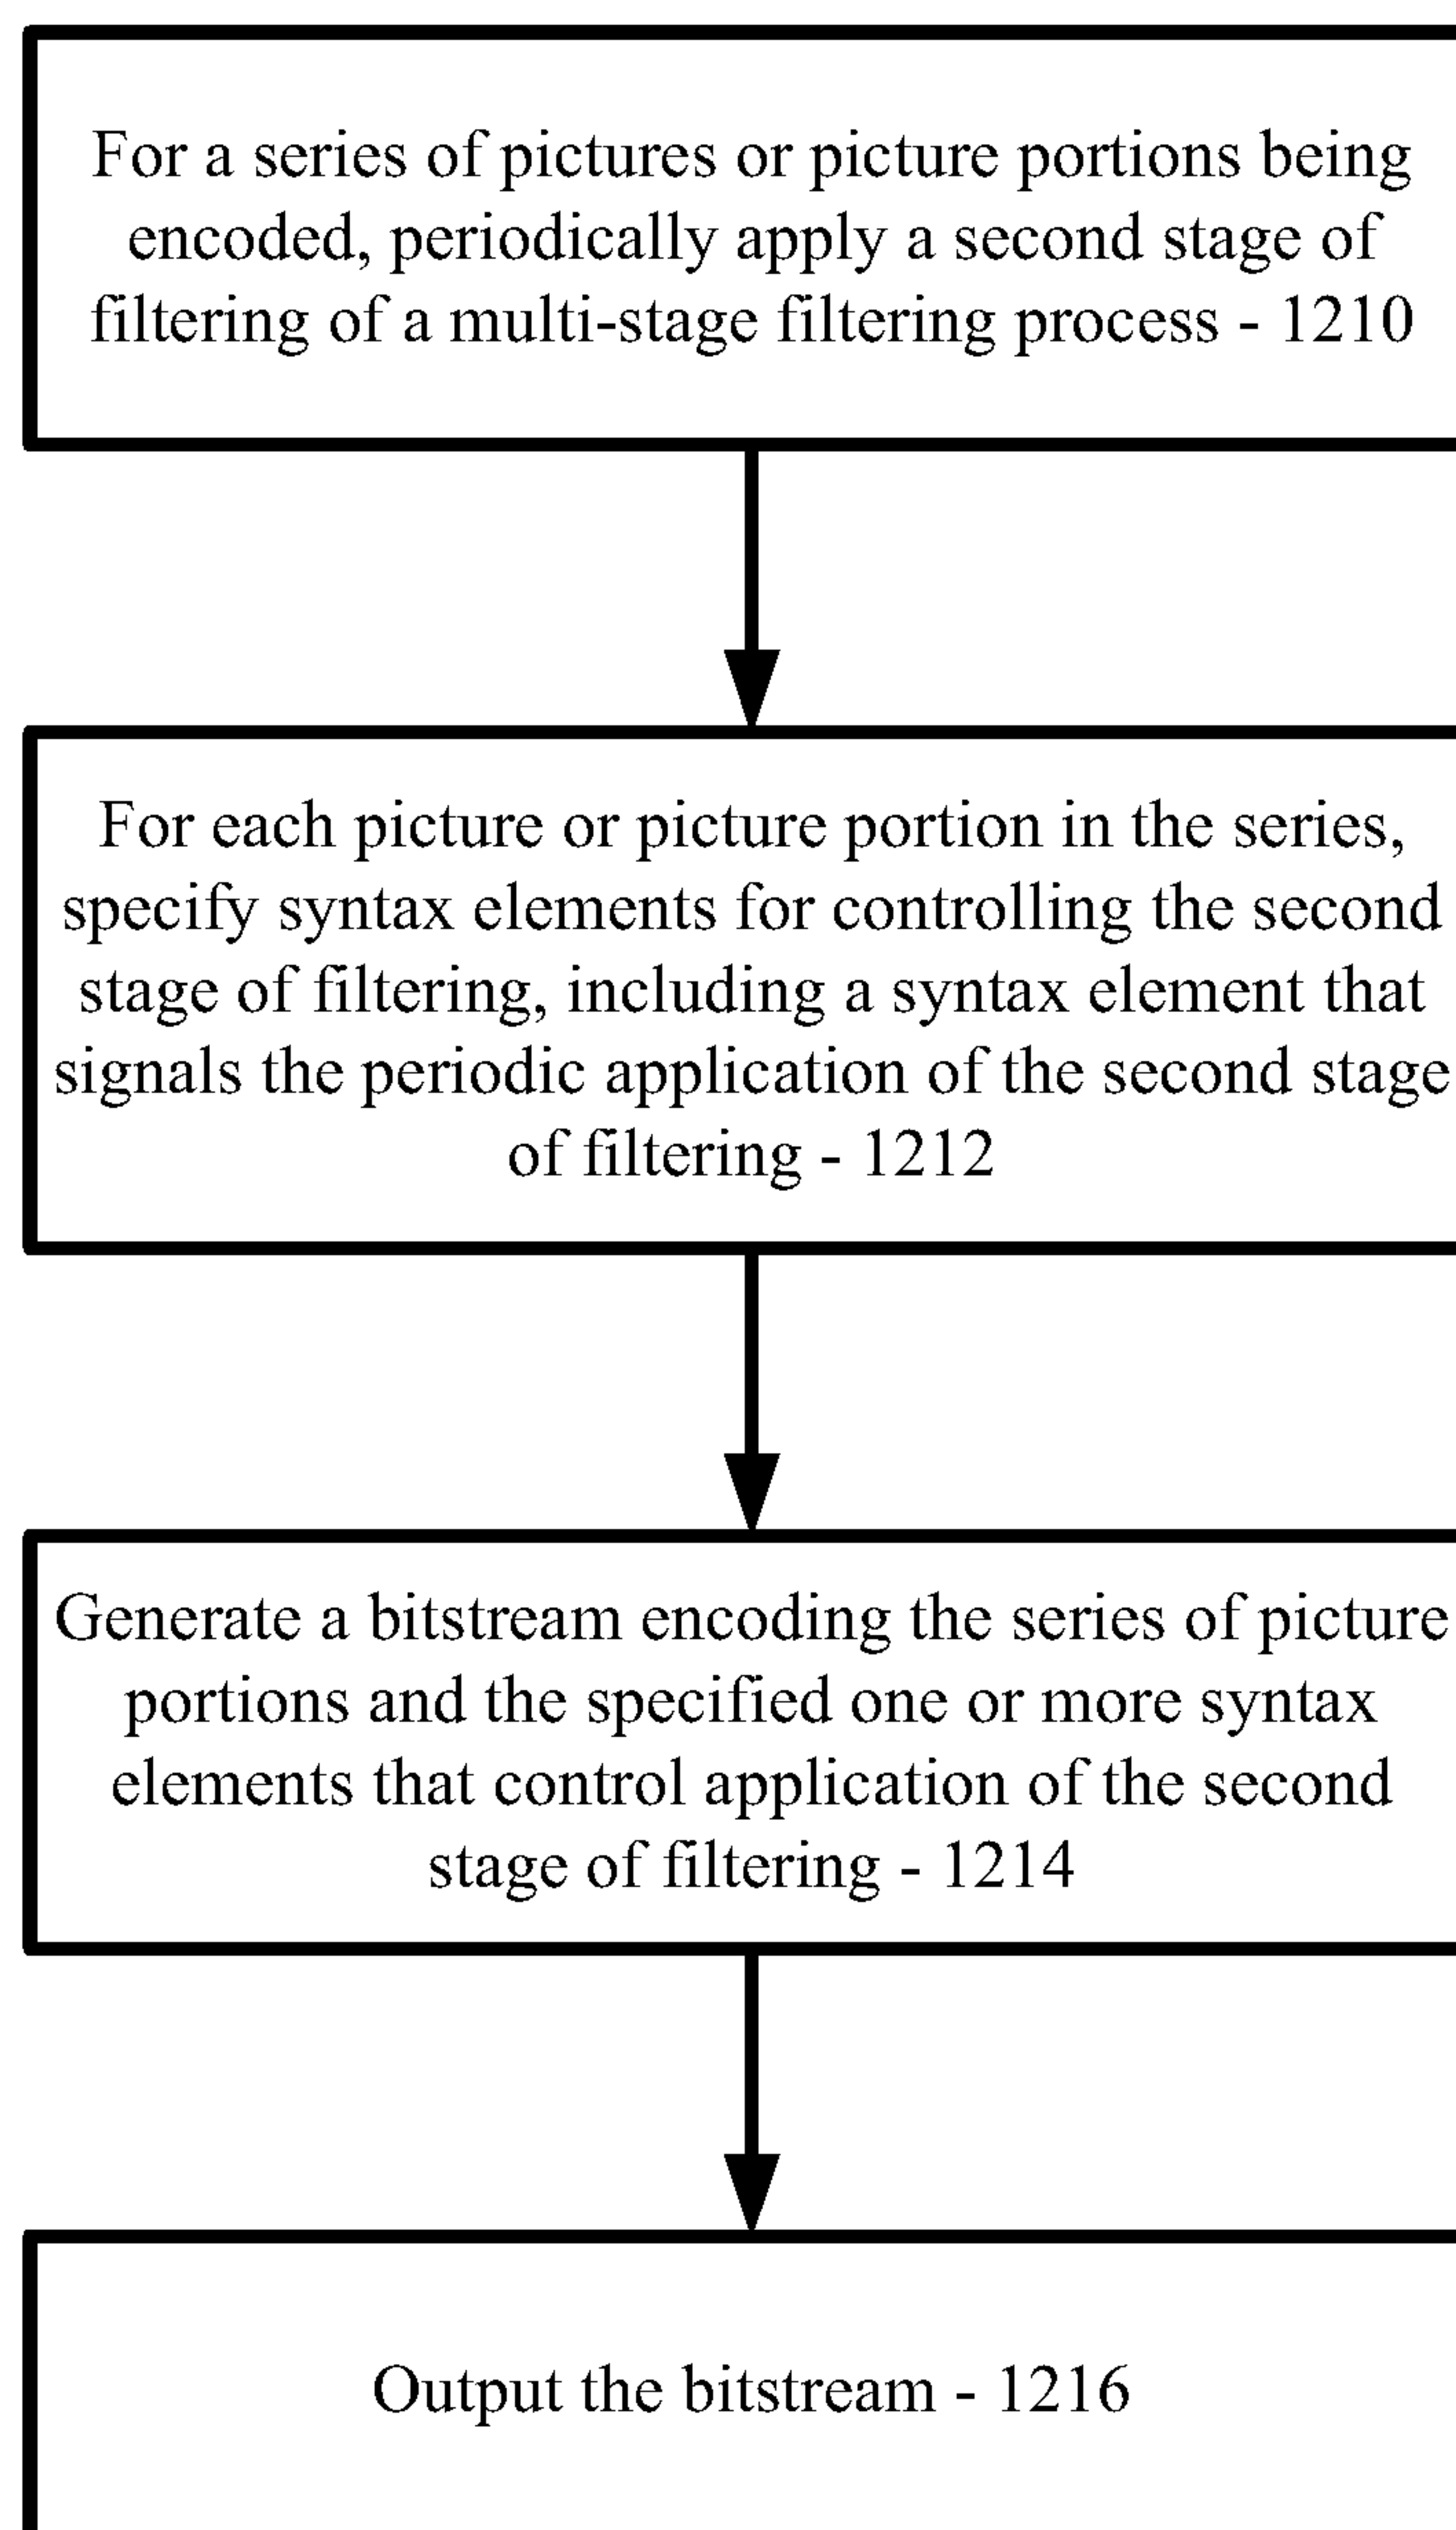 For a series of pictures or picture portions being
encoded, periodically apply a second stage of
filtering of a multi-stage filtering process - 1210
For each picture or picture portion in the series,
specify syntax elements for controlling the second
stage of filtering, including a syntax element that
signals the periodic application of the second stage
of filtering - 1212
Generate a bitstream encoding the series of picture
portions and the specified one or more syntax
elements that control application of the second
stage of filtering - 1214
Output the bitstream - 1216